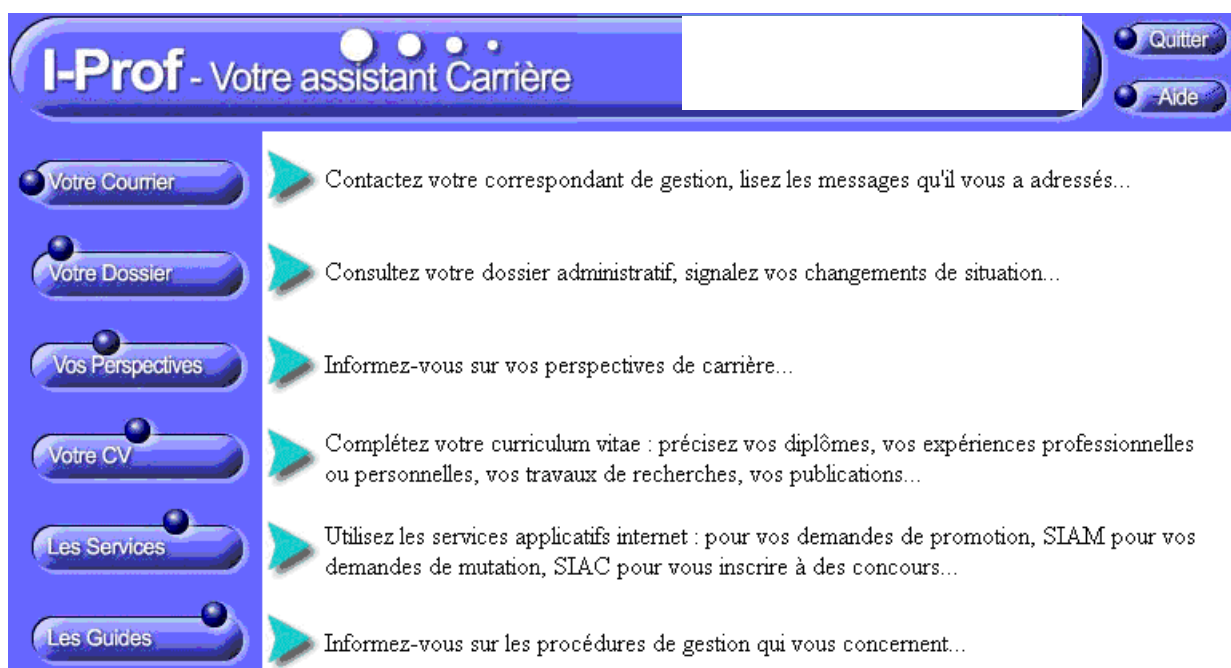 I-Prof - Votre assistant Carrière
Quitter
Aide
Votre Courrier
Contactez votre correspondant de gestion, lisez les messages qu'il vous a adressés...
Votre Dossier
Consultez votre dossier administratif, signalez vos changements de situation...
Vos Perspectives
Informez-vous sur vos perspectives de carrière...
Votre CV
Complétez votre curriculum vitae : précisez vos diplômes, vos expériences professionnelles
ou personnelles, vos travaux de recherches, vos publications...
Les Services
Utilisez les services applicatifs internet : pour vos demandes de promotion, SIAM pour vos
demandes de mutation, SIAC pour vous inscrire à des concours...
Les Guides
Informez-vous sur les procédures de gestion qui vous concernent...